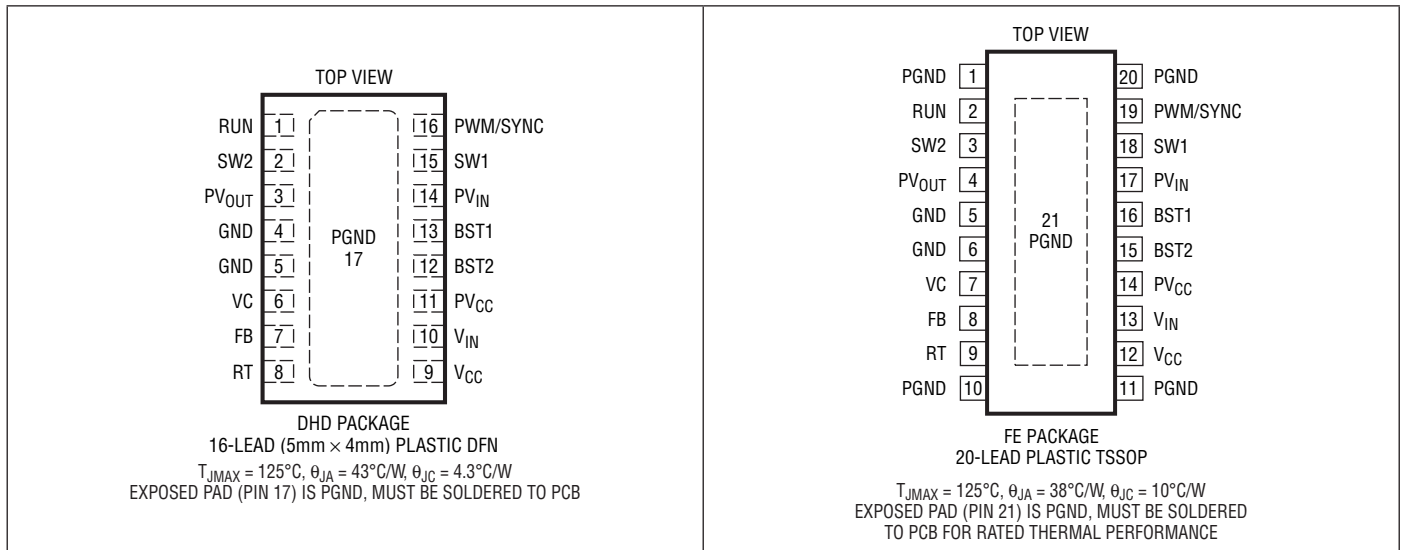 TOP VIEW
RUN 1 16 PWM/SYNC
SW2 2 15 SW1
PVOUT 3 14 PVIN
GND 4 13 BST1
GND 5 12 BST2
VC 6 11 PVCC
FB 7 10 VIN
RT 8 9 VCC
PGND
17
DHD PACKAGE
16-LEAD (5mm × 4mm) PLASTIC DFN
TJMAX = 125°C, θJA = 43°C/W, θJC = 4.3°C/W
EXPOSED PAD (PIN 17) IS PGND, MUST BE SOLDERED TO PCB
TOP VIEW
PGND 1 20 PGND
RUN 2 19 PWM/SYNC
SW2 3 18 SW1
PVOUT 4 17 PVIN
GND 5 16 BST1
GND 6 15 BST2
VC 7 14 PVCC
FB 8 13 VIN
RT 9 12 VCC
PGND 10 11 PGND
21
PGND
FE PACKAGE
20-LEAD PLASTIC TSSOP
TJMAX = 125°C, θJA = 38°C/W, θJC = 10°C/W
EXPOSED PAD (PIN 21) IS PGND, MUST BE SOLDERED
TO PCB FOR RATED THERMAL PERFORMANCE